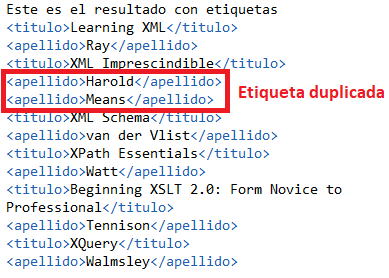 Este es el resultado con etiquetas
<titulo>Learning XML</titulo>
<apellido>Ray</apellido>
<titulo>XML Imprescindible</titulo>
<apellido>Harold</apellido>
<apellido>Means</apellido>
Etiqueta duplicada
<titulo>XML Schema</titulo>
<apellido>van der Vlist</apellido>
<titulo>XPath Essentials</titulo>
<apellido>Watt</apellido>
<titulo>Beginning XSLT 2.0: Form Novice to
Professional</titulo>
<apellido>Tennison</apellido>
<titulo>XQuery</titulo>
<apellido>Walmsley</apellido>